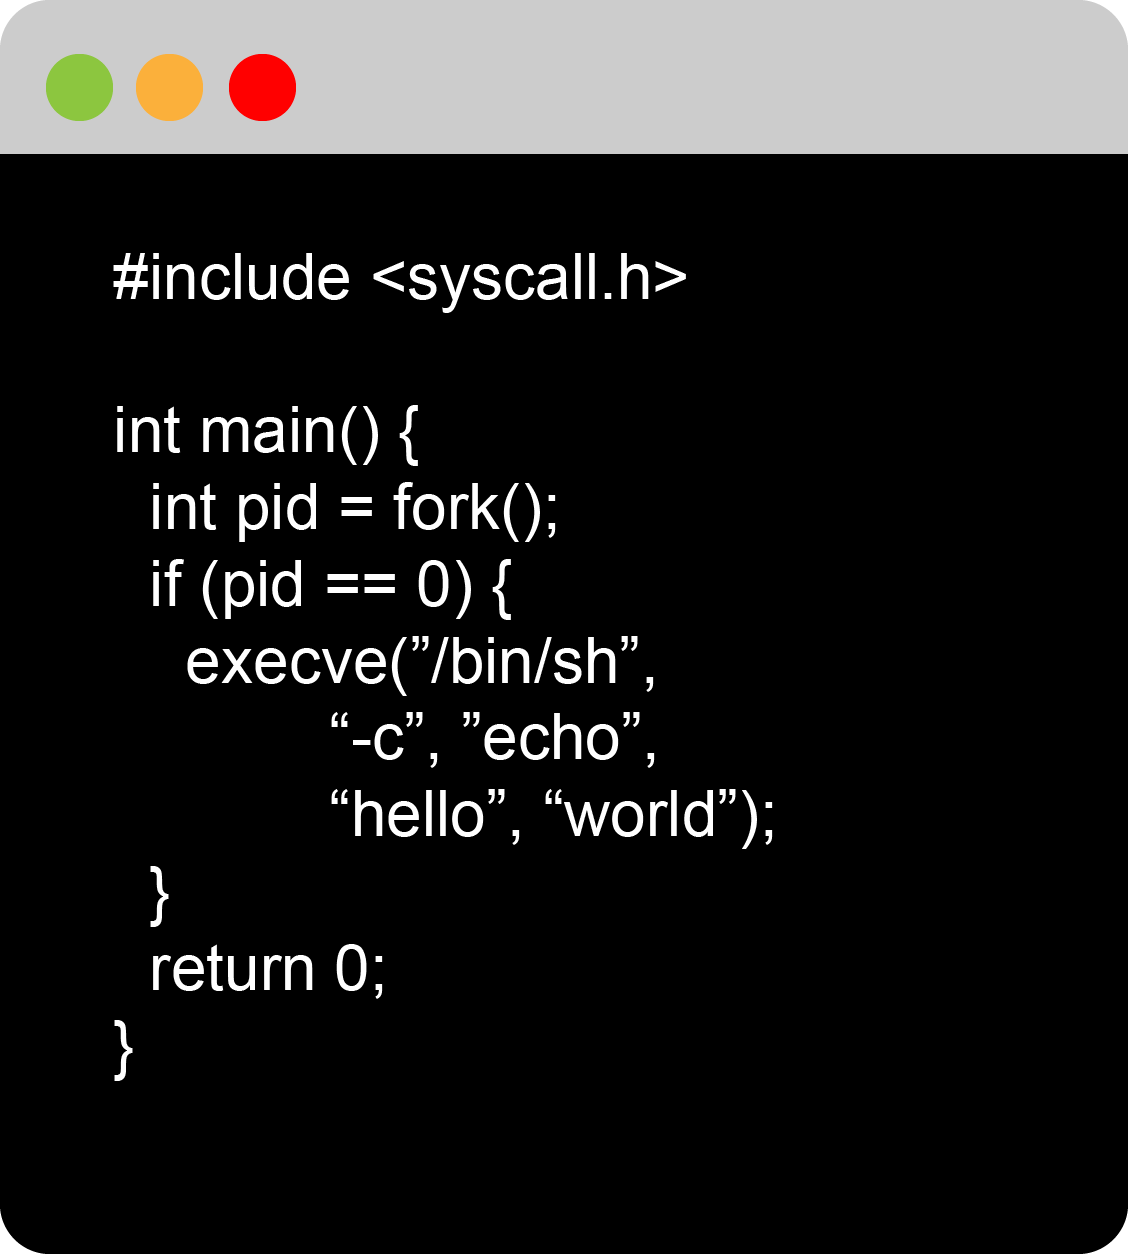 #include <syscall.h>
int main() {
int pid = fork();
if (pid == 0) {
execve(”/bin/sh”,
“-c”, ”echo”,
“hello”, “world”);
}
return 0;
}